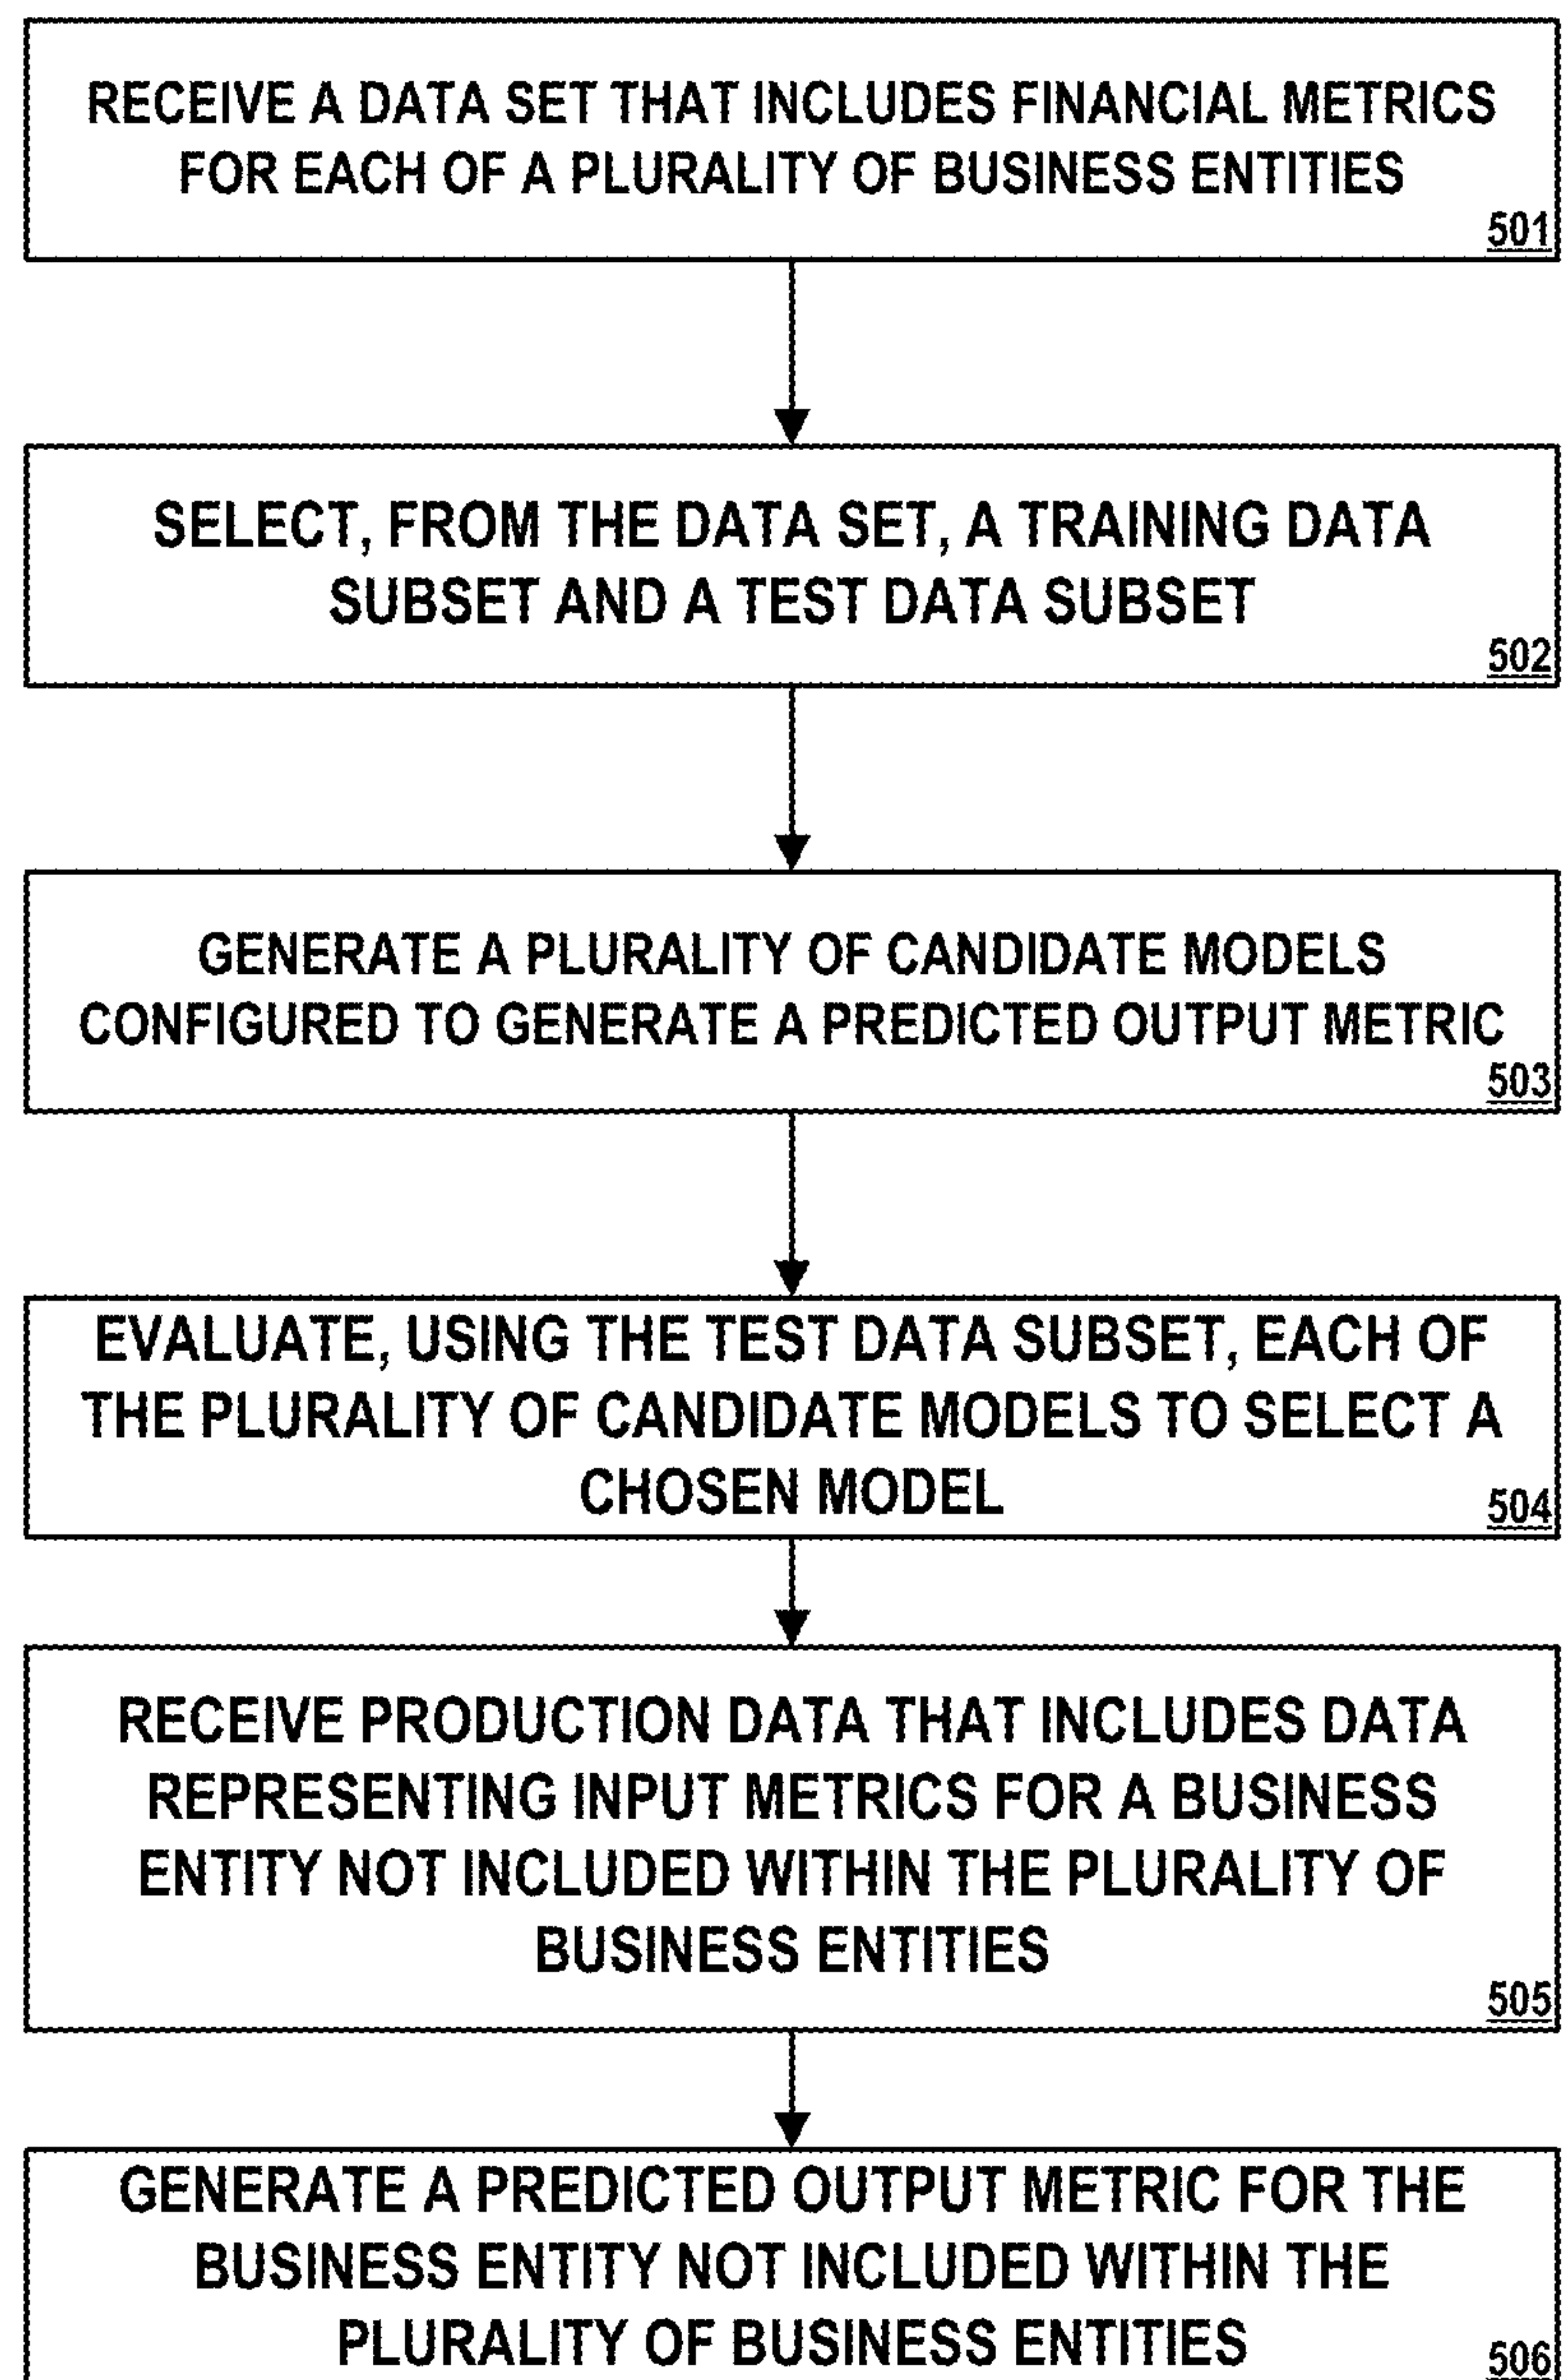 RECEIVE A DATA SET THAT INCLUDES FINANCIAL METRICS
FOR EACH OF A PLURALITY OF BUSINESS ENTITIES
501
SELECT, FROM THE DATA SET, A TRAINING DATA
SUBSET AND A TEST DATA SUBSET
502
GENERATE A PLURALITY OF CANDIDATE MODELS
CONFIGURED TO GENERATE A PREDICTED OUTPUT METRIC
503
EVALUATE, USING THE TEST DATA SUBSET, EACH OF
THE PLURALITY OF CANDIDATE MODELS TO SELECT A
CHOSEN MODEL
504
RECEIVE PRODUCTION DATA THAT INCLUDES DATA
REPRESENTING INPUT METRICS FOR A BUSINESS
ENTITY NOT INCLUDED WITHIN THE PLURALITY OF
BUSINESS ENTITIES
505
GENERATE A PREDICTED OUTPUT METRIC FOR THE
BUSINESS ENTITY NOT INCLUDED WITHIN THE
PLURALITY OF BUSINESS ENTITIES
506